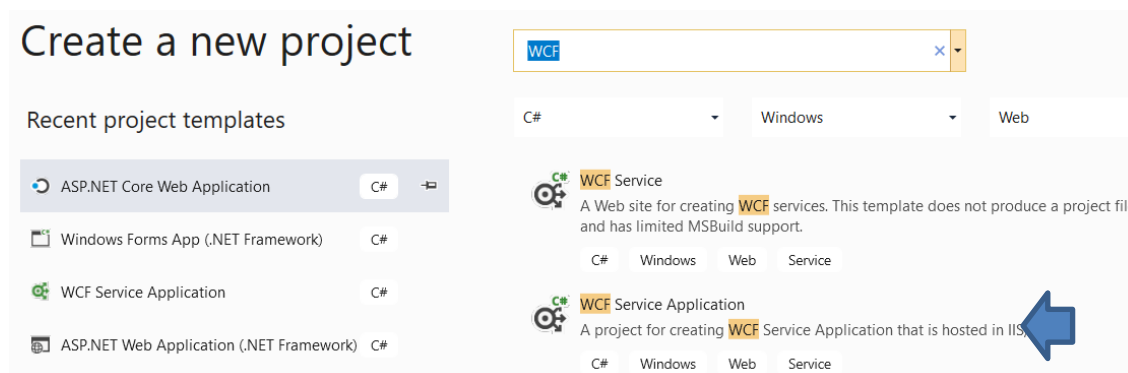 Create a new project
WCF
Recent project templates
C#
Windows
Web
ASP.NET Core Web Application C#
Windows Forms App (.NET Framework) C#
WCF Service Application C#
ASP.NET Web Application (.NET Framework) C#
C#
WCF Service
A Web site for creating WCF services. This template does not produce a project fil
and has limited MSBuild support.
C# Windows Web Service
C#
WCF Service Application
A project for creating WCF Service Application that is hosted in IIS
C# Windows Web Service